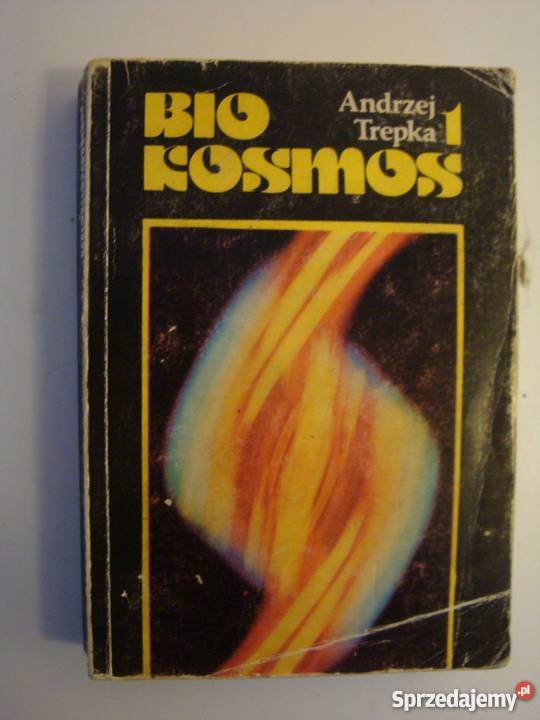 BIO
KOSMOS
Andrzej
Trepka 1
Sprzedajemy.pl